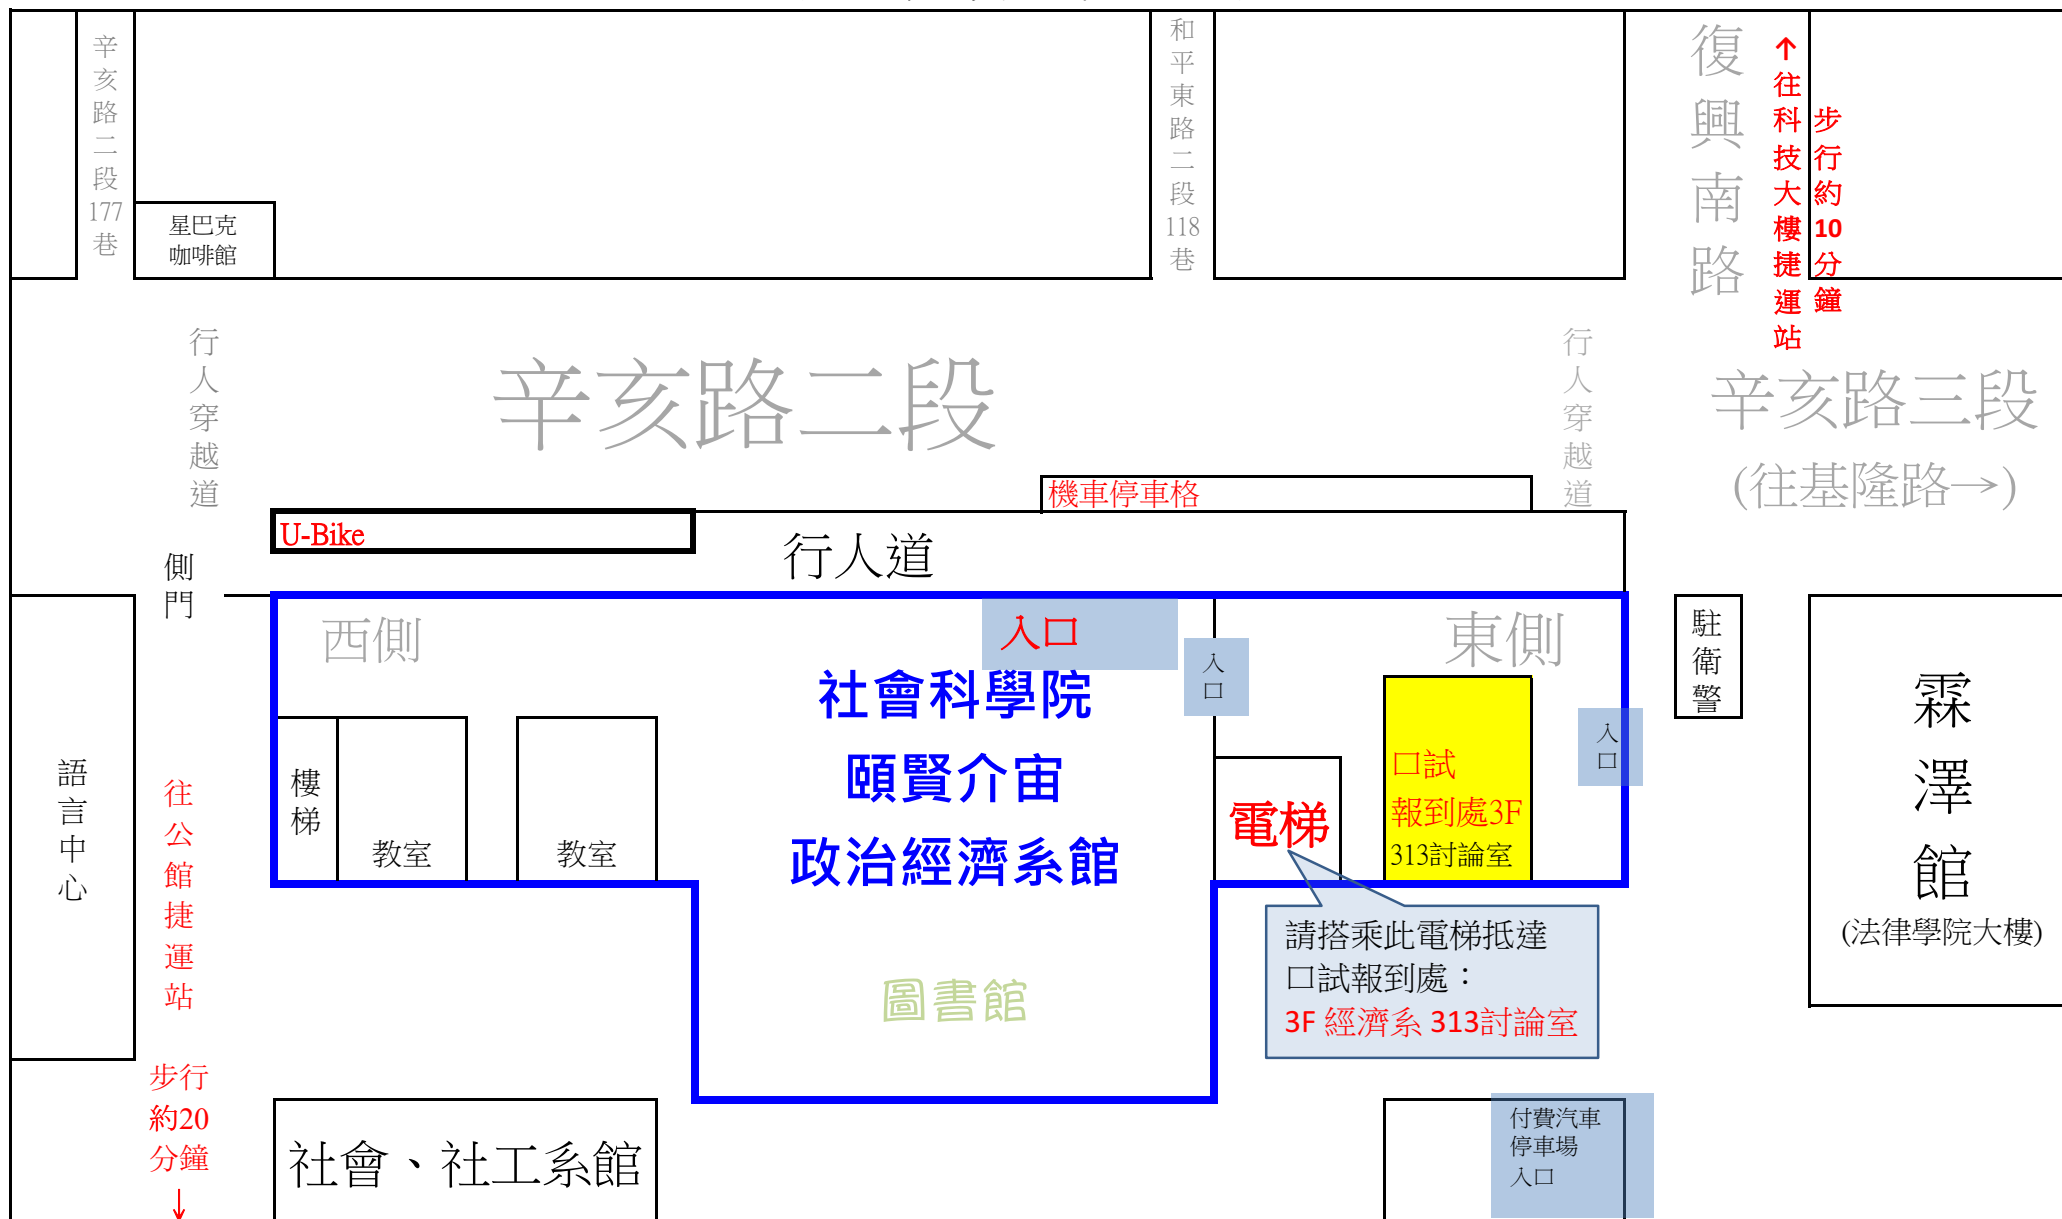 辛亥路二段177巷
和平東路二段118巷
復興南路
↑往科技大樓捷運站
步行約10分鐘
星巴克
咖啡館
行人穿越道
辛亥路二段
行人穿越道
辛亥路三段
(往基隆路→)
機車停車格
U-Bike
行人道
側門
西側
入口
入口
東側
駐衛警
社會科學院
頤賢介宙
政治經濟系館
入口
霖澤館
(法律學院大樓)
語言中心
往公館捷運站
樓梯
教室
教室
電梯
口試
報到處3F
313討論室
請搭乘此電梯抵達
口試報到處：
3F 經濟系 313討論室
圖書館
步行
約20
分鐘
↓
社會、社工系館
付費汽車
停車場
入口